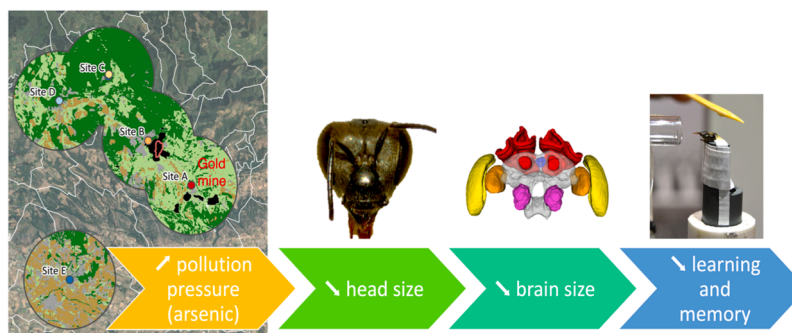 Site C
Site D
Site B
Gold
mine
Site A
Site E
➚ pollution
pressure
(arsenic)
➘ head size
➘ brain size
➘ learning
and
memory